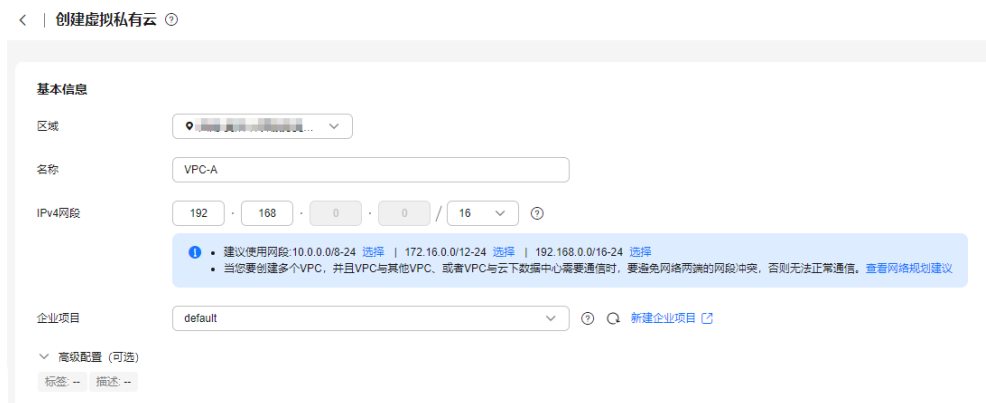 创建虚拟私有云
基本信息
区域
...
名称 VPC-A
IPv4网段 192 · 168 · 0 · 0 / 16
建议使用网段:10.0.0.0/8-24 选择 | 172.16.0.0/12-24 选择 | 192.168.0.0/16-24 选择
当您要创建多个VPC，并且VPC与其他VPC、或者VPC与云下数据中心需要通信时，要避免网络两端的网段冲突，否则无法正常通信。查看网络规划建议
企业项目 default 新建企业项目
高级配置（可选）
标签: -- 描述: --